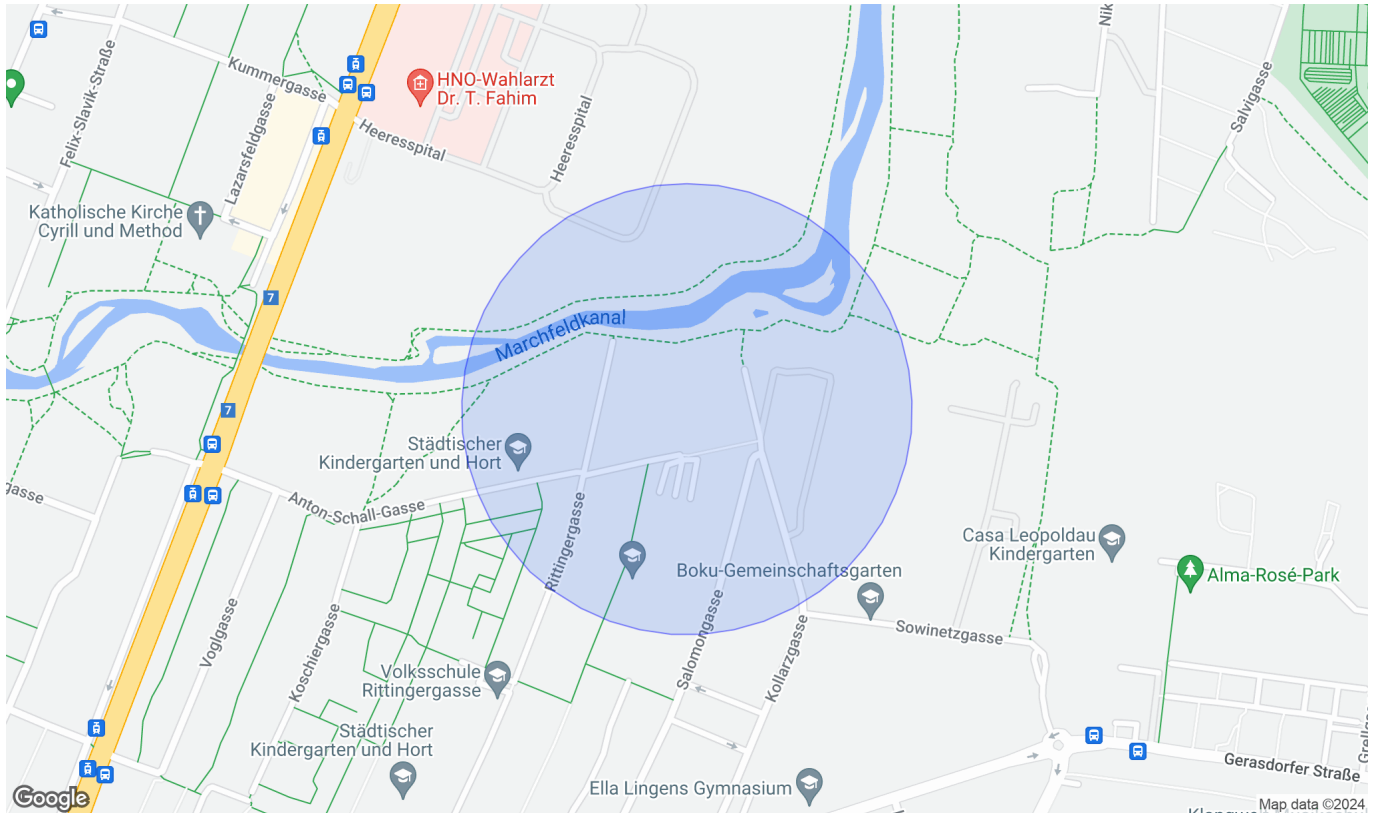 Kummergasse
HNO-Wahlarzt
Dr. T. Fahim
Felix-Slavik-Straße
Lazarsfeldgasse
Heeresspital
Heeresspital
Nik
Salvigasse
Katholische Kirche
Cyrill und Method
7
Marchfeldkanal
7
Städtischer
Kindergarten und Hort
gasse
Anton-Schall-Gasse
Rittingergasse
Casa Leopoldau
Kindergarten
Boku-Gemeinschaftsgarten
Alma-Rosé-Park
Voglgasse
Koschiergasse
Salomongasse
Kollarzgasse
Sowinetzgasse
Volksschule
Rittingergasse
Städtischer
Kindergarten und Hort
Ella Lingens Gymnasium
Gerasdorfer Straße
Google
Map data ©2024